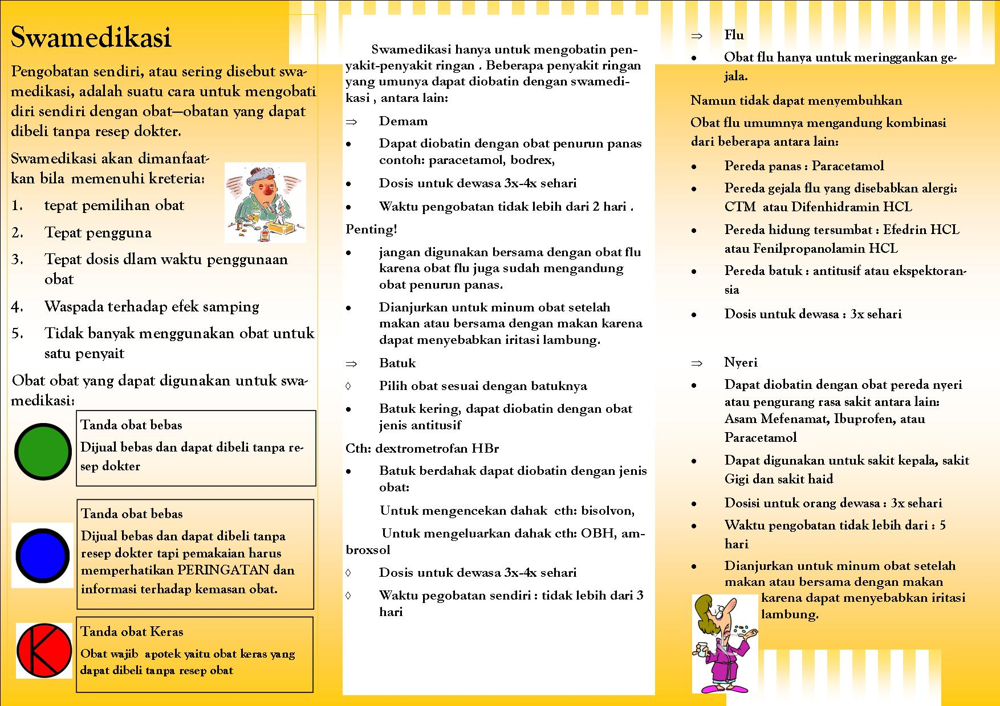 Swamedikasi
Pengobatan sendiri, atau sering disebut swa-
medikasi, adalah suatu cara untuk mengobati
diri sendiri dengan obat—obatan yang dapat
dibeli tanpa resep dokter.
Swamedikasi akan dimanfaat-
kan bila memenuhi kreteria:
1. tepat pemilihan obat
2. Tepat pengguna
3. Tepat dosis dlam waktu penggunaan
obat
4. Waspada terhadap efek samping
5. Tidak banyak menggunakan obat untuk
satu penyait
Obat obat yang dapat digunakan untuk swa-
medikasi:
Tanda obat bebas
Dijual bebas dan dapat dibeli tanpa re-
sep dokter
Tanda obat bebas
Dijual bebas dan dapat dibeli tanpa
resep dokter tapi pemakaian harus
memperhatikan PERINGATAN dan
informasi terhadap kemasan obat.
K
Tanda obat Keras
Obat wajib apotek yaitu obat keras yang
dapat dibeli tanpa resep obat
Swamedikasi hanya untuk mengobatin pen-
yakit-penyakit ringan . Beberapa penyakit ringan
yang umunya dapat diobatin dengan swamedi-
kasi , antara lain:
⇒ Demam
• Dapat diobatin dengan obat penurun panas
contoh: paracetamol, bodrex,
• Dosis untuk dewasa 3x-4x sehari
• Waktu pengobatan tidak lebih dari 2 hari .
Penting!
• jangan digunakan bersama dengan obat flu
karena obat flu juga sudah mengandung
obat penurun panas.
• Dianjurkan untuk minum obat setelah
makan atau bersama dengan makan karena
dapat menyebabkan iritasi lambung.
⇒ Batuk
◊ Pilih obat sesuai dengan batuknya
• Batuk kering, dapat diobatin dengan obat
jenis antitusif
Cth: dextrometrofan HBr
• Batuk berdahak dapat diobatin dengan jenis
obat:
Untuk mengencekan dahak cth: bisolvon,
Untuk mengeluarkan dahak cth: OBH, am-
broxsol
◊ Dosis untuk dewasa 3x-4x sehari
◊ Waktu pegobatan sendiri : tidak lebih dari 3
hari
⇒ Flu
• Obat flu hanya untuk meringgankan ge-
jala.
Namun tidak dapat menyembuhkan
Obat flu umumnya mengandung kombinasi
dari beberapa antara lain:
• Pereda panas : Paracetamol
• Pereda gejala flu yang disebabkan alergi:
CTM atau Difenhidramin HCL
• Pereda hidung tersumbat : Efedrin HCL
atau Fenilpropanolamin HCL
• Pereda batuk : antitusif atau ekspektoran-
sia
• Dosis untuk dewasa : 3x sehari
⇒ Nyeri
• Dapat diobatin dengan obat pereda nyeri
atau pengurang rasa sakit antara lain:
Asam Mefenamat, Ibuprofen, atau
Paracetamol
• Dapat digunakan untuk sakit kepala, sakit
Gigi dan sakit haid
• Dosisi untuk orang dewasa : 3x sehari
• Waktu pengobatan tidak lebih dari : 5
hari
• Dianjurkan untuk minum obat setelah
makan atau bersama dengan makan
karena dapat menyebabkan iritasi
lambung.